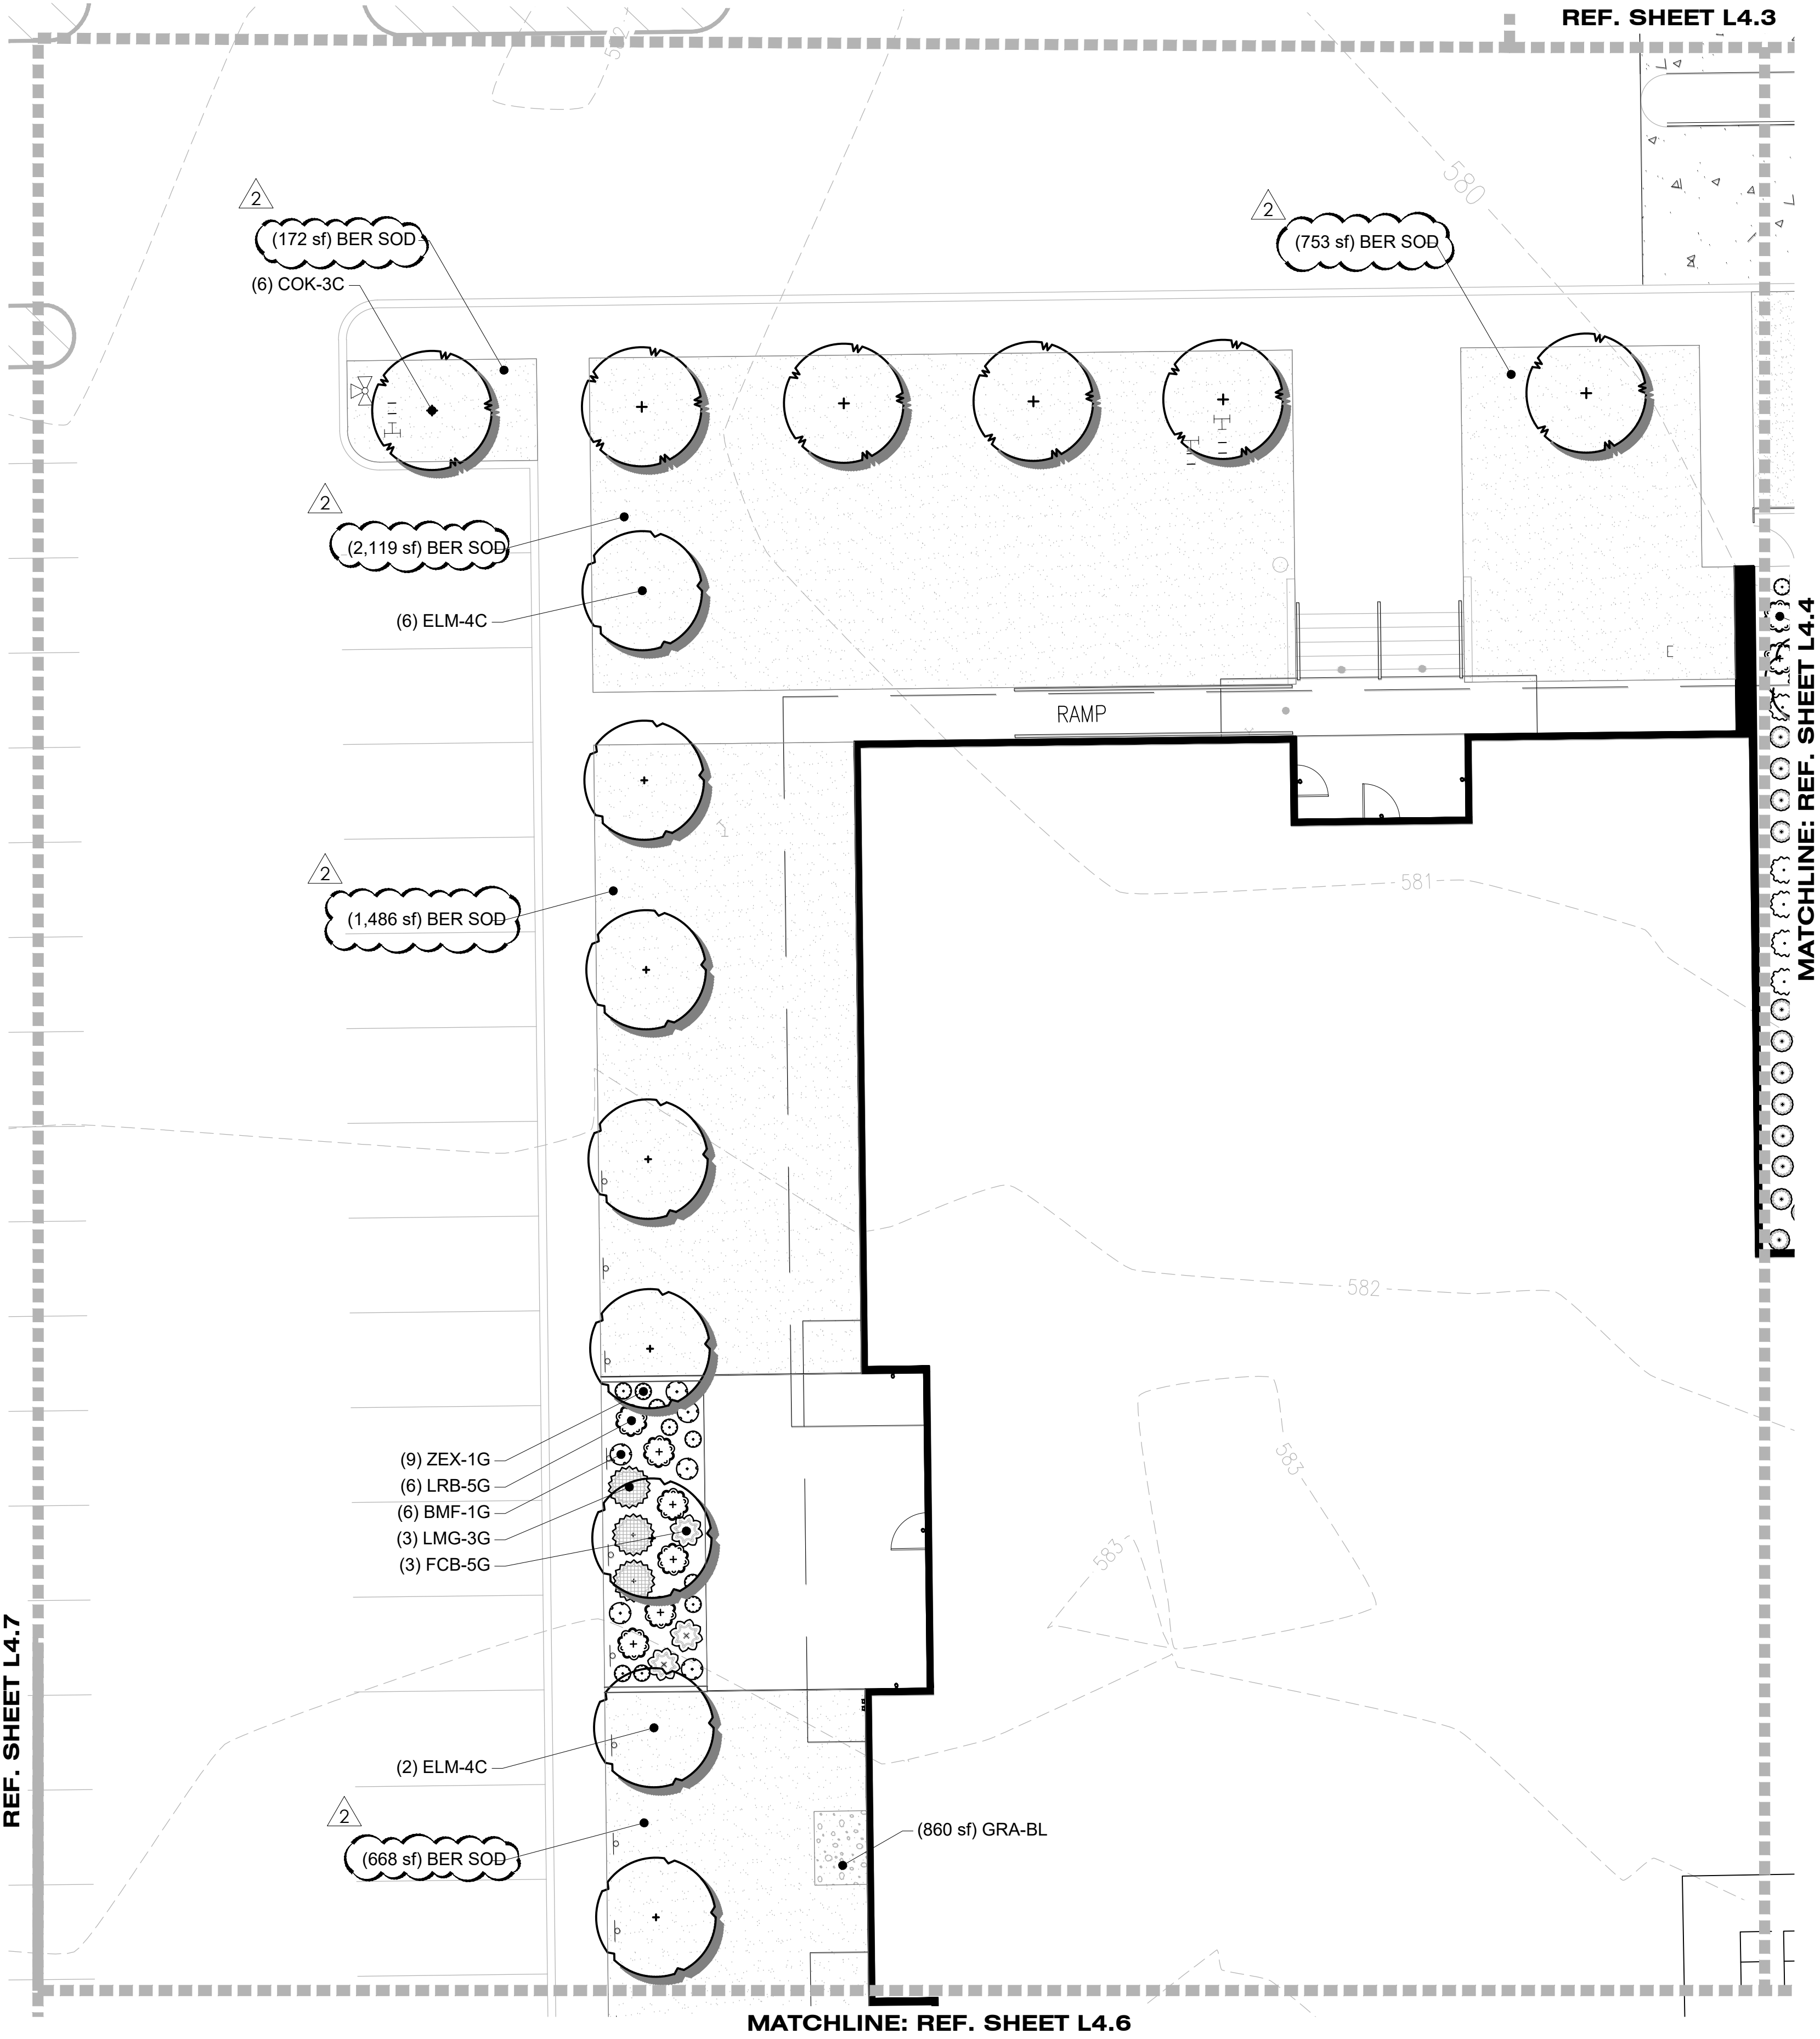 REF. SHEET L4.3
592
580
2
(172 sf) BER SOD
2
(753 sf) BER SOD
(6) COK-3C
2
(2,119 sf) BER SOD
(6) ELM-4C
RAMP
MATCHLINE: REF. SHEET L4.4
581
2
(1,486 sf) BER SOD
582
583
583
(9) ZEX-1G
(6) LRB-5G
(6) BMF-1G
(3) LMG-3G
(3) FCB-5G
REF. SHEET L4.7
(2) ELM-4C
2
(668 sf) BER SOD
(860 sf) GRA-BL
MATCHLINE: REF. SHEET L4.6